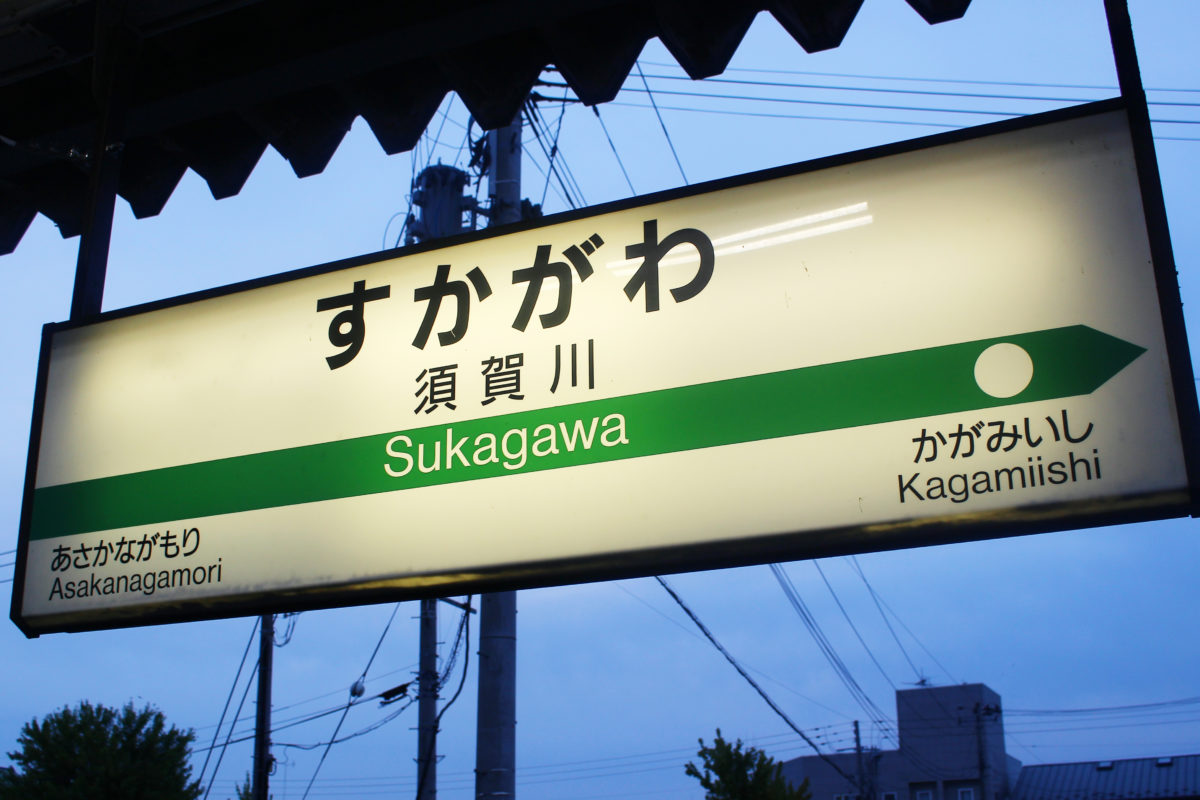 すかがわ
須賀川
Sukagawa
あさかながもり
Asakanagamori
かがみいし
Kagamiishi